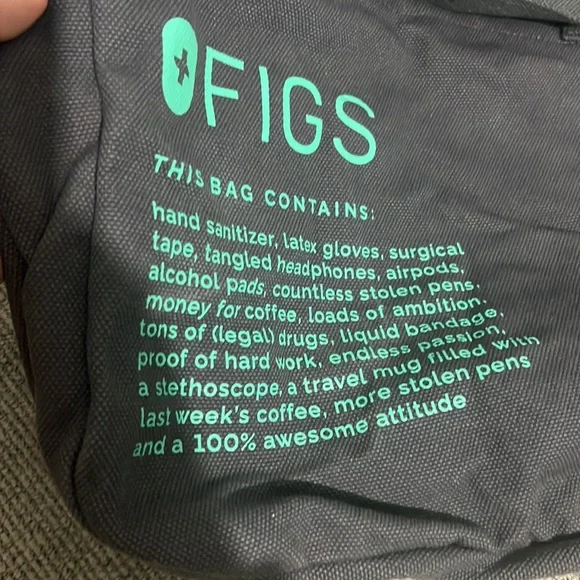 FIGS
THIS BAG CONTAINS:
hand sanitizer, latex gloves, surgical
tape, tangled headphones, airpods,
alcohol pads, countless stolen pens.
money for coffee, loads of ambition.
tons of (legal) drugs, liquid bandage,
proof of hard work, endless passion,
a stethoscope, a travel mug filled with
last week's coffee, more stolen pens
and a 100% awesome attitude